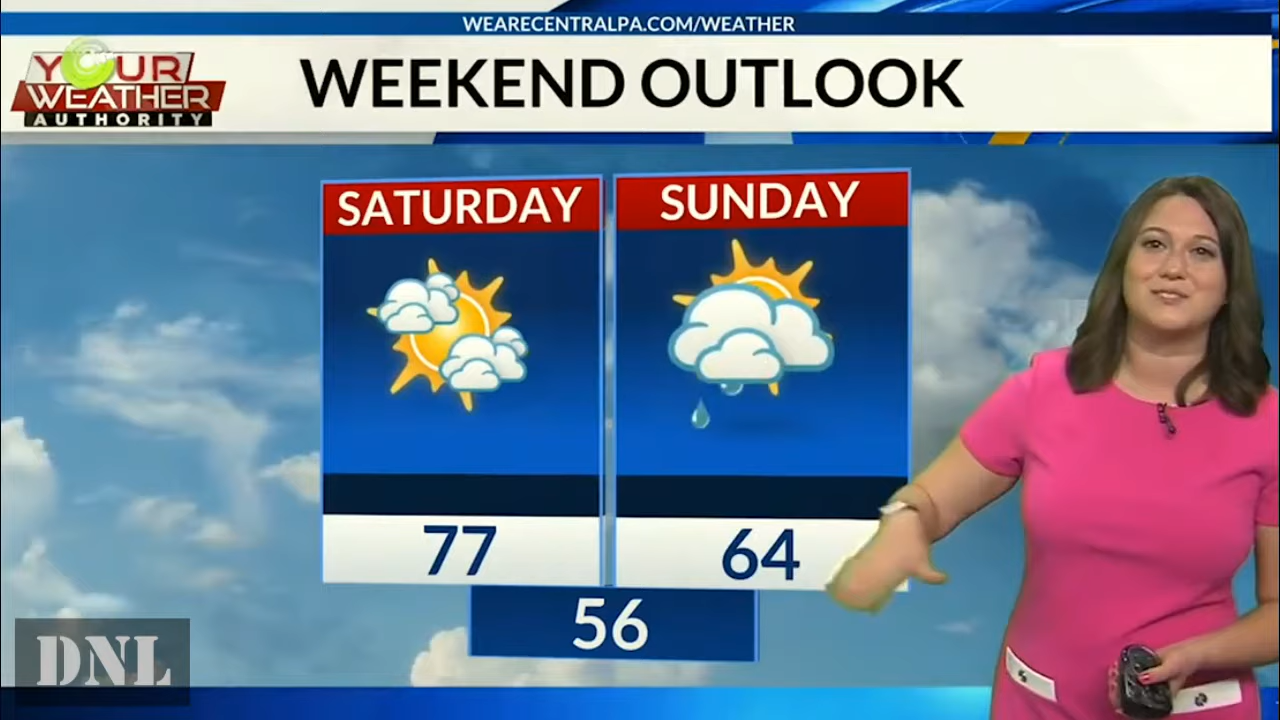 WEARECENTRALPA.COM/WEATHER
YOUR
WEATHER
AUTHORITY
WEEKEND OUTLOOK
SATURDAY
SUNDAY
77
64
56
DNL